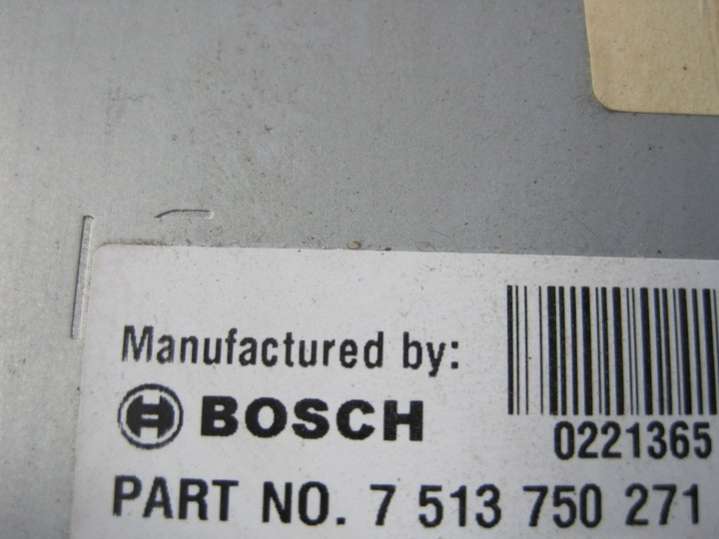 Manufactured by:
BOSCH
0221365
PART NO. 7 513 750 271